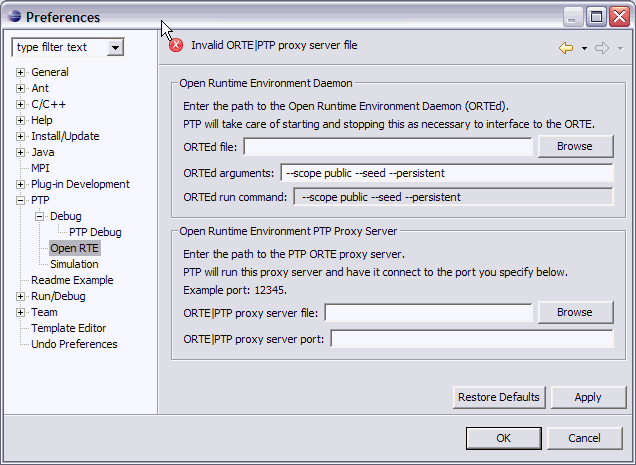 Preferences
type filter text
General
Ant
C/C++
Help
Install/Update
Java
MPI
Plug-in Development
PTP
Debug
PTP Debug
Open RTE
Simulation
Readme Example
Run/Debug
Team
Template Editor
Undo Preferences
Invalid ORTE|PTP proxy server file
Open Runtime Environment Daemon
Enter the path to the Open Runtime Environment Daemon (ORTEd).
PTP will take care of starting and stopping this as necessary to interface to the ORTE.
ORTEd file:
Browse
ORTEd arguments: --scope public --seed --persistent
ORTEd run command: --scope public --seed --persistent
Open Runtime Environment PTP Proxy Server
Enter the path to the PTP ORTE proxy server.
PTP will run this proxy server and have it connect to the port you specify below.
Example port: 12345.
ORTE|PTP proxy server file:
Browse
ORTE|PTP proxy server port:
Restore Defaults
Apply
OK
Cancel